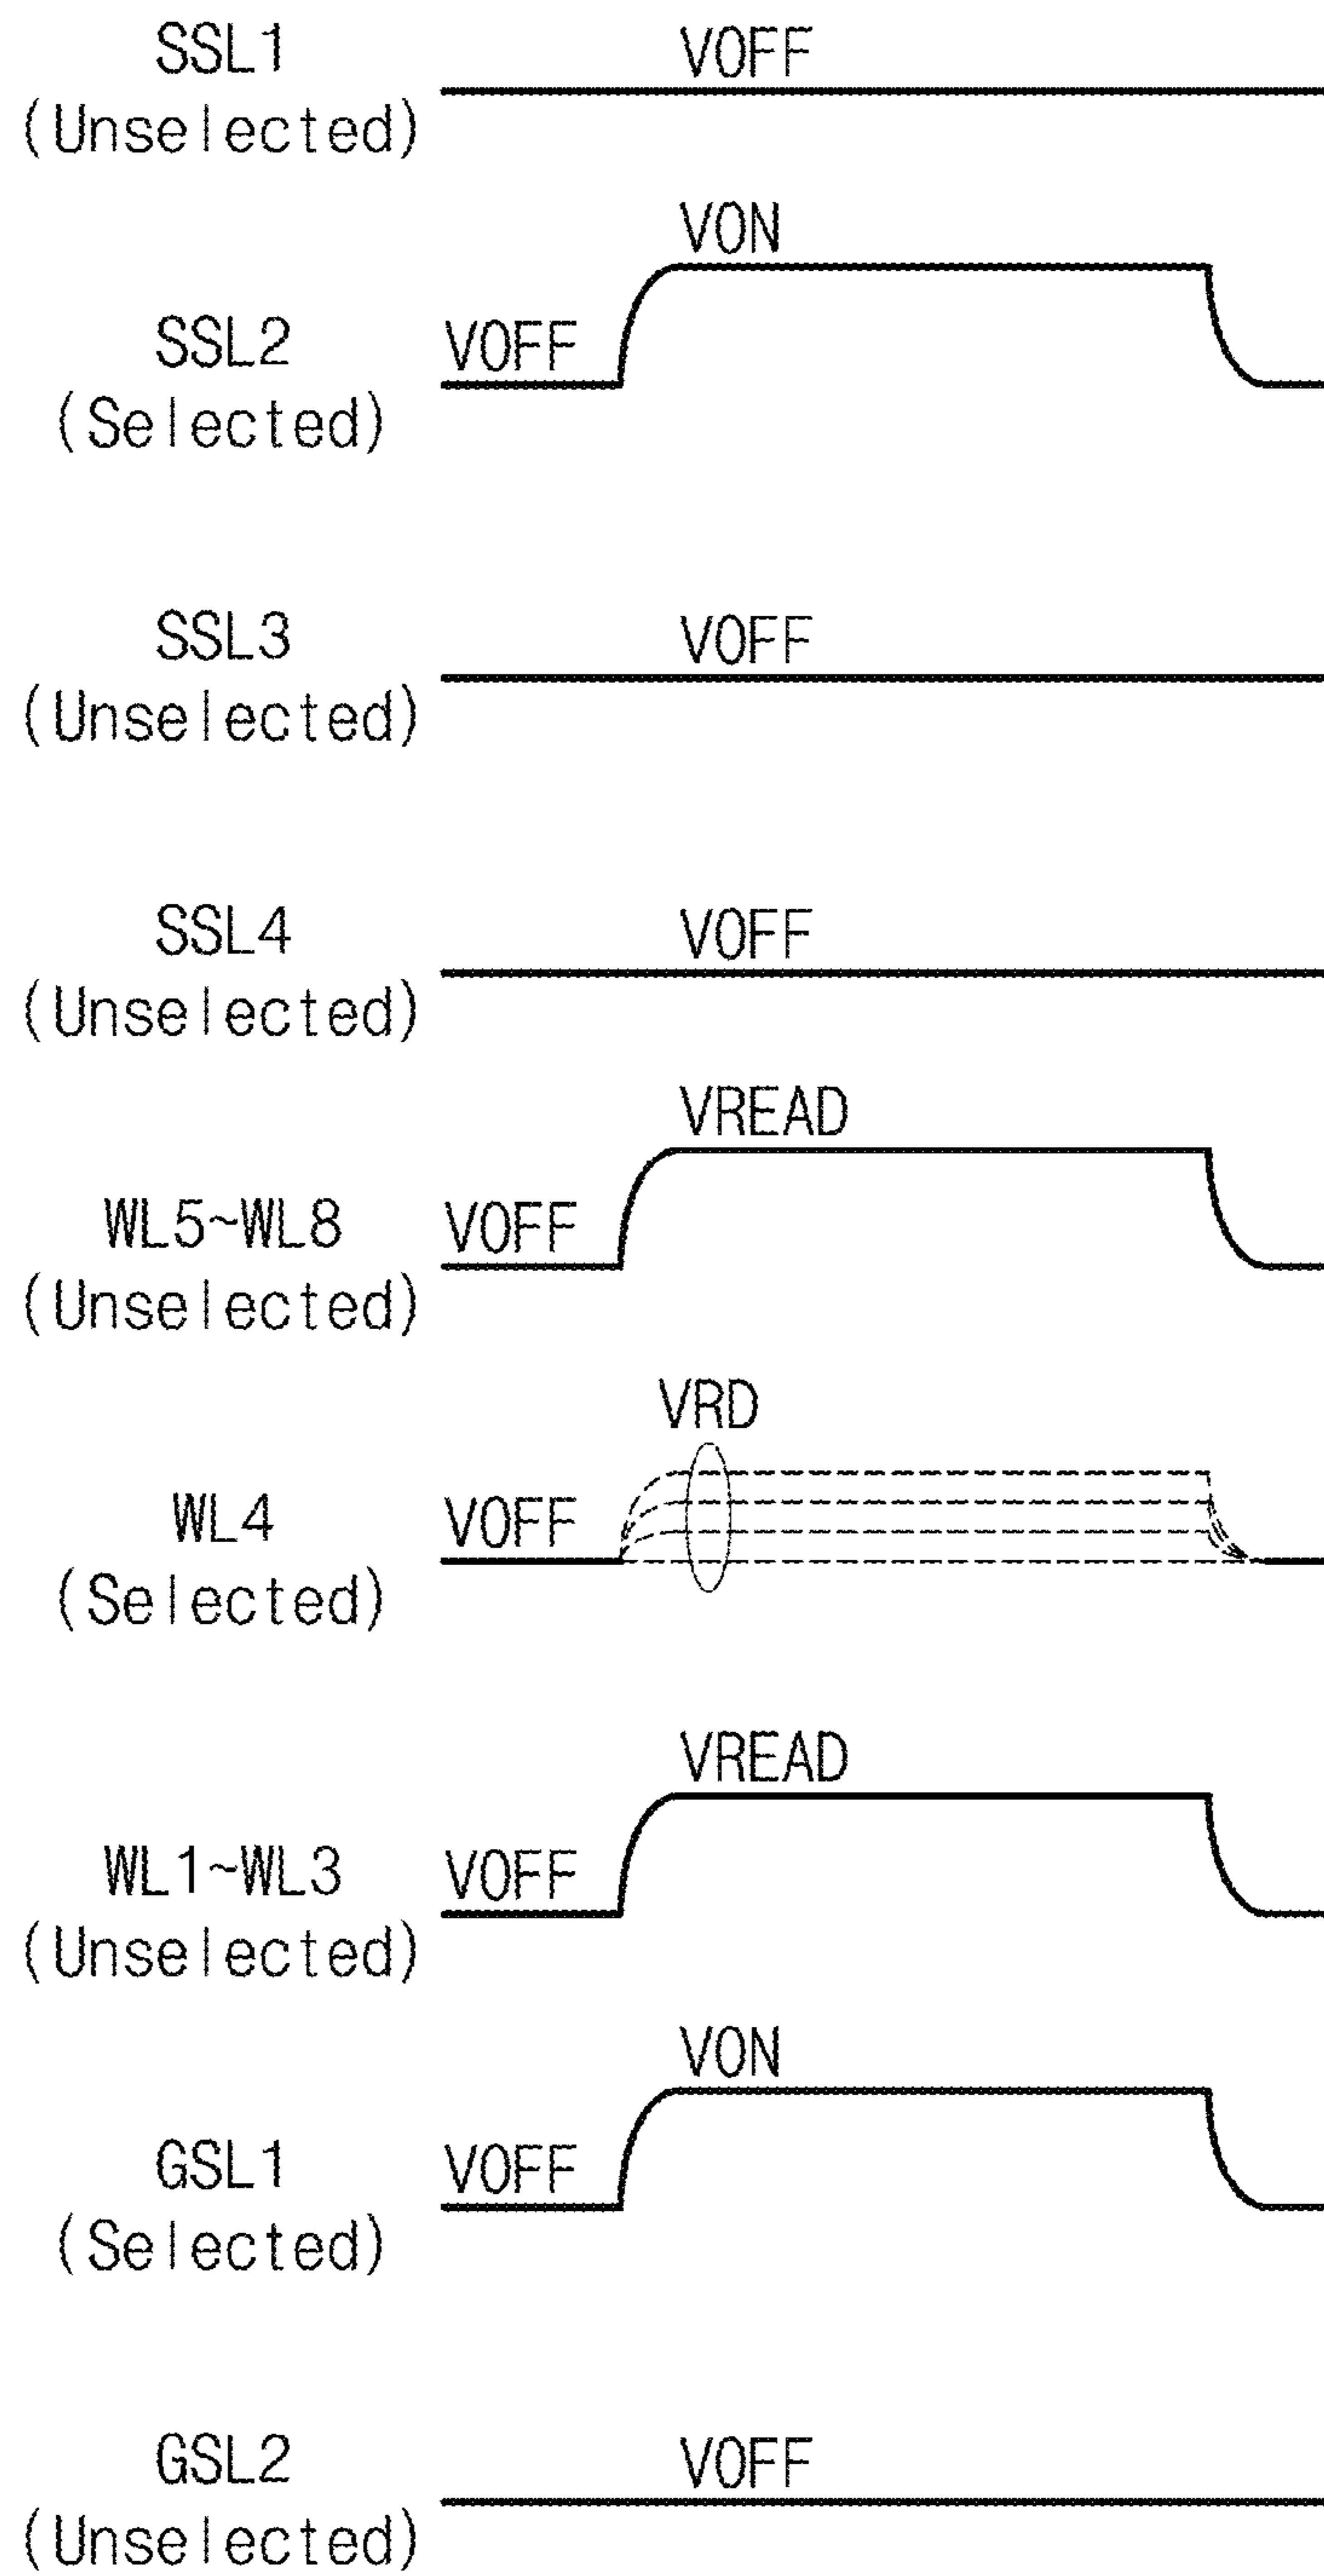 SSL1
(Unselected)
VOFF
VON
SSL2
(Selected)
VOFF
SSL3
(Unselected)
VOFF
SSL4
(Unselected)
VOFF
VREAD
WL5~WL8
(Unselected)
VOFF
VRD
WL4
(Selected)
VOFF
VREAD
WL1~WL3
(Unselected)
VOFF
VON
GSL1
(Selected)
VOFF
GSL2
(Unselected)
VOFF